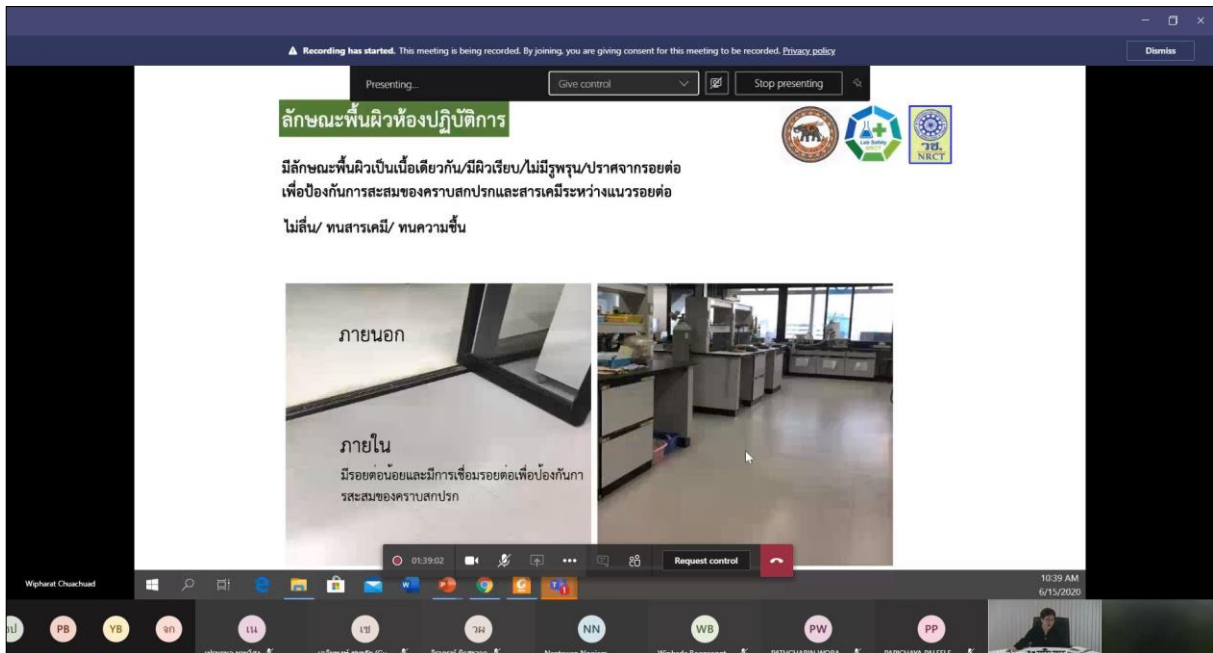 Recording has started. This meeting is being recorded. By joining, you are giving consent for this meeting to be recorded. Privacy policy
Dismiss
Presenting...
Give control
Stop presenting
ลักษณะพื้นผิวห้องปฏิบัติการ
Lab Safety
NRCT
วช.
NRCT
มีลักษณะพื้นผิวเป็นเนื้อเดียวกัน/มีผิวเรียบ/ไม่มีรูพรุน/ปราศจากรอยต่อ
เพื่อป้องกันการสะสมของคราบสกปรกและสารเคมีระหว่างแนวรอยต่อ
ไม่ลื่น/ ทนสารเคมี/ ทนความชื้น
ภายนอก
ภายใน
มีรอยต่อน้อยและมีการเชื่อมรอยต่อเพื่อป้องกันกา
รสะสมของคราบสกปรก
01:39:02
Request control
Wipharat Chuachuad
10:39 AM
6/15/2020
PB
YB
จก
เน
เช
วผ
NN
WB
PW
PP